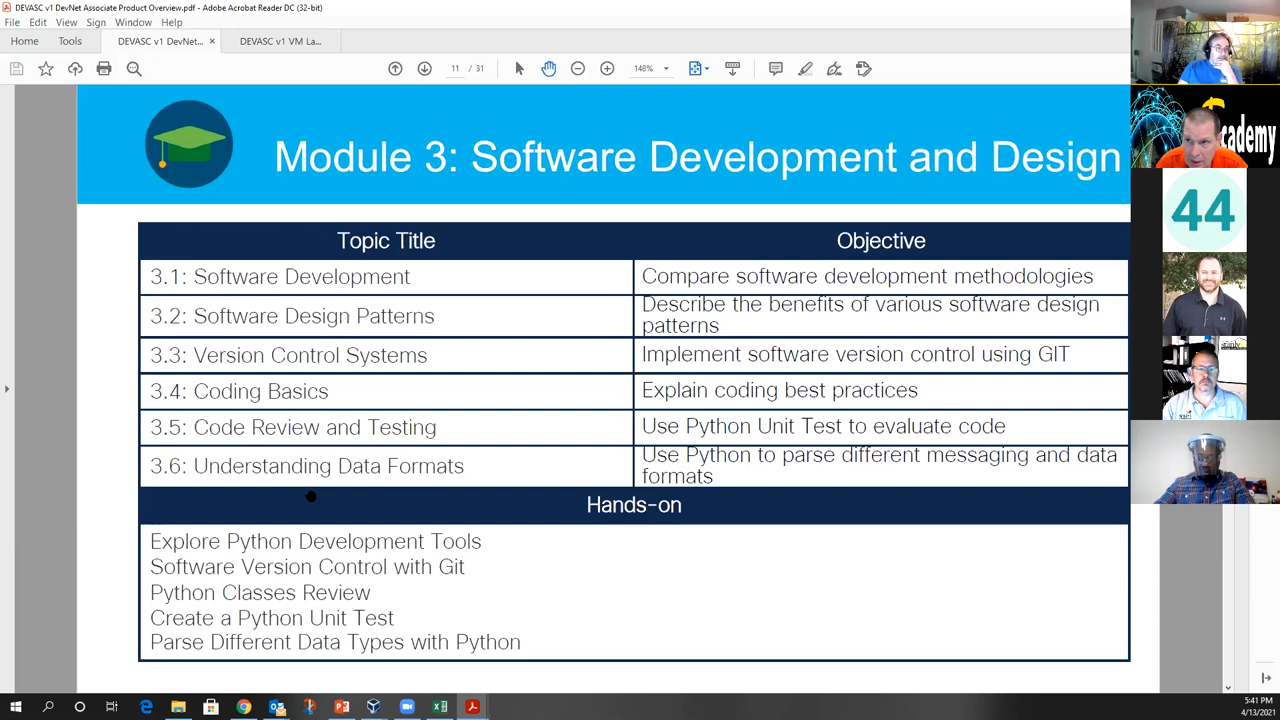 DEVASC v1 DevNet Associate Product Overview.pdf - Adobe Acrobat Reader DC (32-bit)
File Edit View Sign Window Help
Home Tools DEVASC v1 DevNet... × DEVASC v1 VM La...
11 / 31 148%
Module 3: Software Development and Design
Topic Title Objective
3.1: Software Development Compare software development methodologies
3.2: Software Design Patterns Describe the benefits of various software design
patterns
3.3: Version Control Systems Implement software version control using GIT
3.4: Coding Basics Explain coding best practices
3.5: Code Review and Testing Use Python Unit Test to evaluate code
3.6: Understanding Data Formats Use Python to parse different messaging and data
formats
Hands-on
Explore Python Development Tools
Software Version Control with Git
Python Classes Review
Create a Python Unit Test
Parse Different Data Types with Python
cademy
44
5:41 PM
4/13/2021